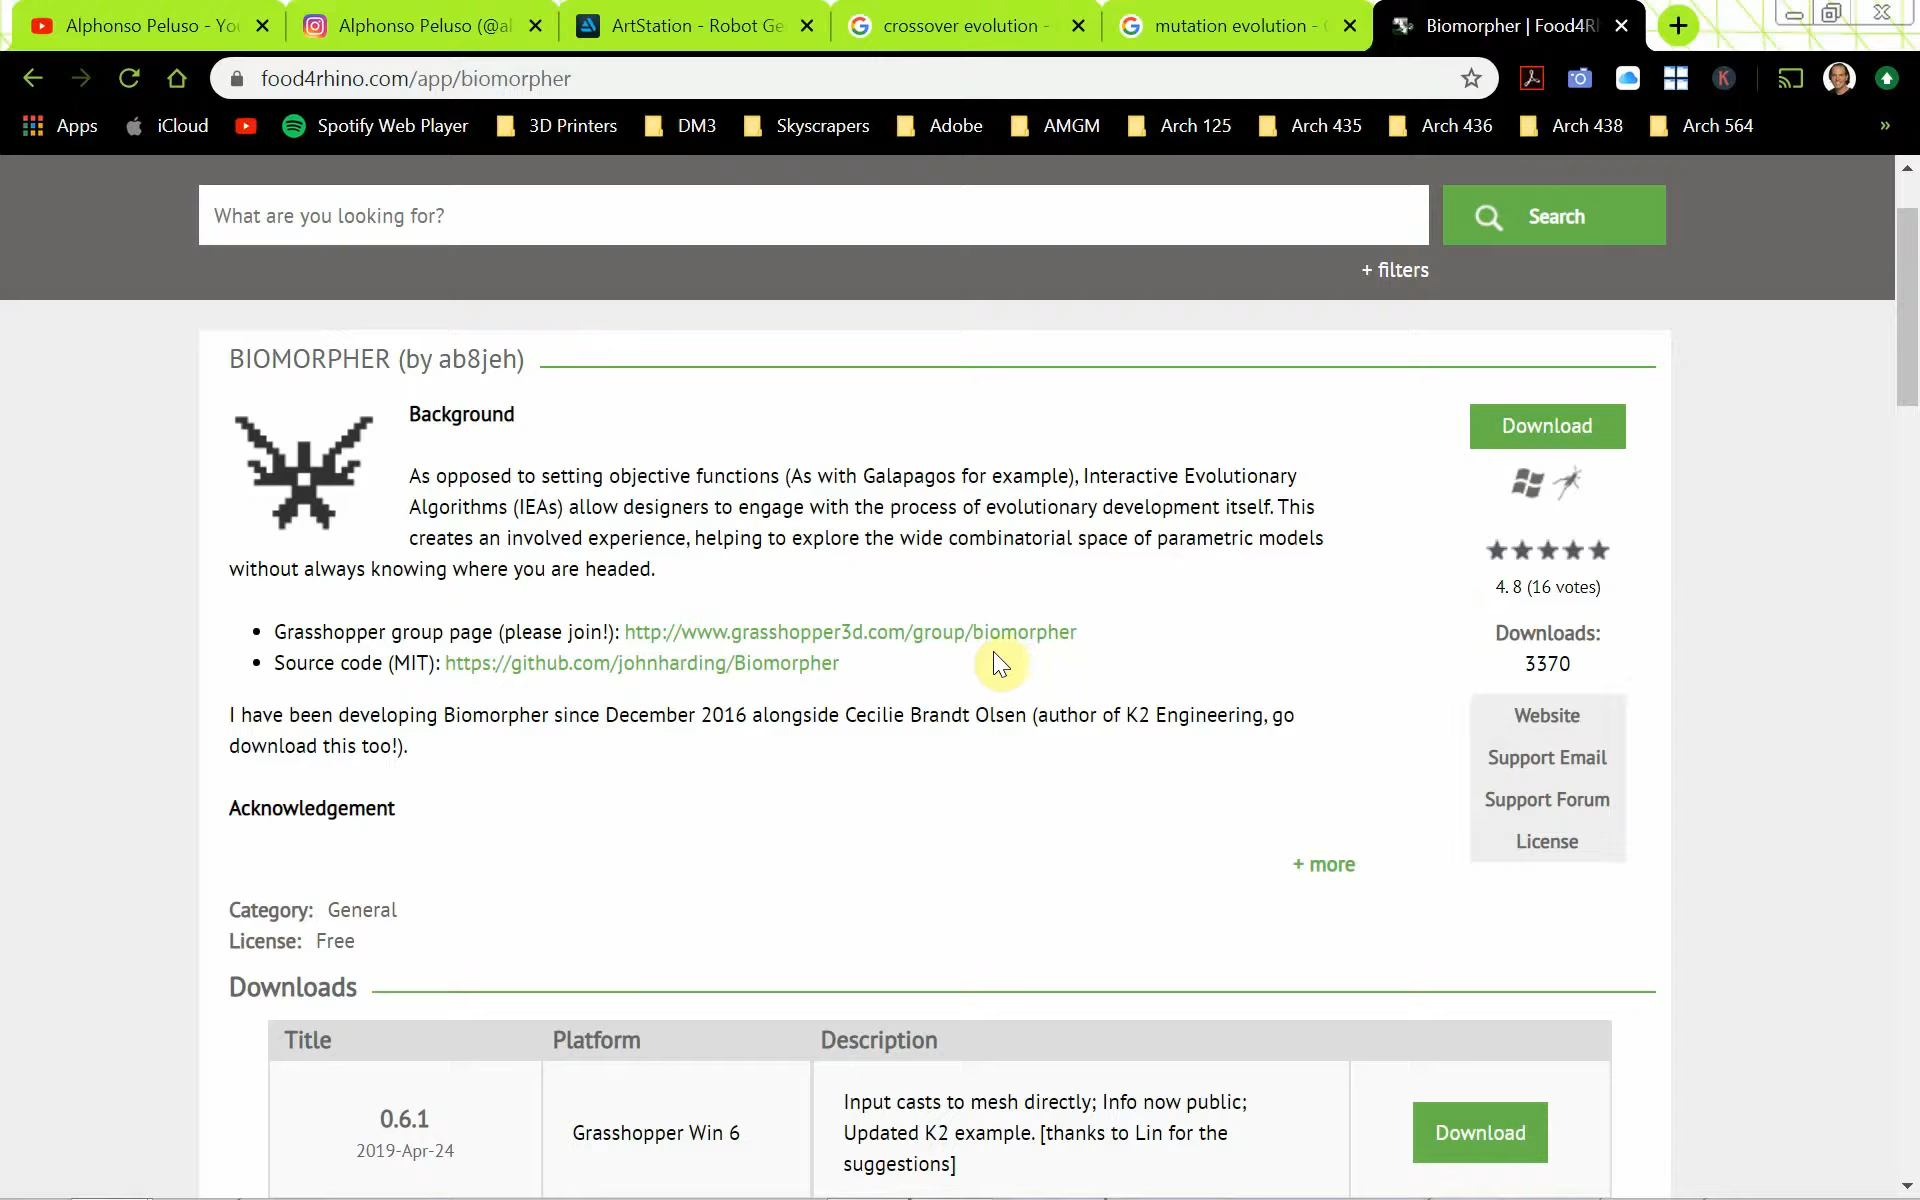 Alphonso Peluso - You
Alphonso Peluso (@al
ArtStation - Robot Ge
crossover evolution -
mutation evolution -
Biomorpher | Food4Rh
food4rhino.com/app/biomorpher
Apps
iCloud
Spotify Web Player
3D Printers
DM3
Skyscrapers
Adobe
AMGM
Arch 125
Arch 435
Arch 436
Arch 438
Arch 564
»
What are you looking for?
Search
+ filters
BIOMORPHER (by ab8jeh)
Background
As opposed to setting objective functions (As with Galapagos for example), Interactive Evolutionary
Algorithms (IEAs) allow designers to engage with the process of evolutionary development itself. This
creates an involved experience, helping to explore the wide combinatorial space of parametric models
without always knowing where you are headed.
• Grasshopper group page (please join!): http://www.grasshopper3d.com/group/biomorpher
• Source code (MIT): https://github.com/johnharding/Biomorpher
I have been developing Biomorpher since December 2016 alongside Cecilie Brandt Olsen (author of K2 Engineering, go
download this too!).
Acknowledgement
+ more
Download
4. 8 (16 votes)
Downloads:
3370
Website
Support Email
Support Forum
License
Category: General
License: Free
Downloads
Title Platform Description
0.6.1
2019-Apr-24
Grasshopper Win 6
Input casts to mesh directly; Info now public;
Updated K2 example. [thanks to Lin for the
suggestions]
Download